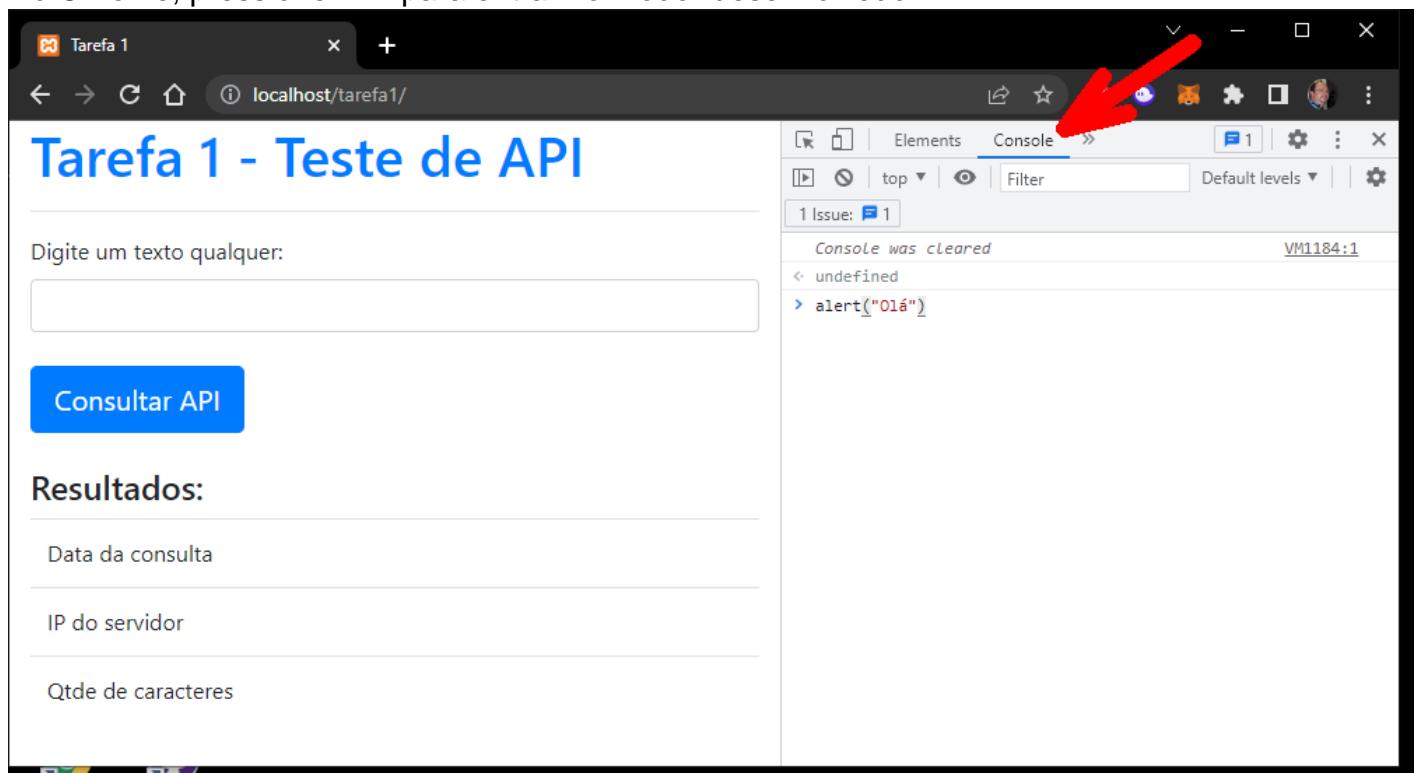 Tarefa 1
localhost/tarefa1/
Tarefa 1 - Teste de API
Digite um texto qualquer:
Consultar API
Resultados:
Data da consulta
IP do servidor
Qtde de caracteres
Elements Console » 1
top ▼ Filter Default levels ▼
1 Issue: 1
Console was cleared VM1184:1
undefined
alert("Olá")